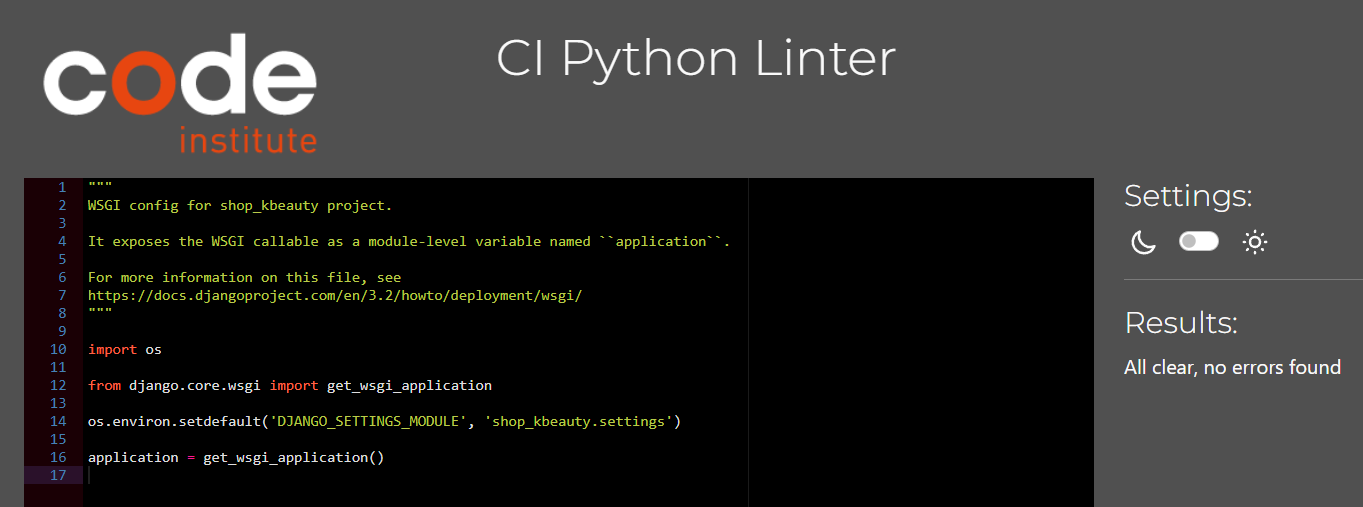 code
institute
CI Python Linter
1 """
2 WSGI config for shop_kbeauty project.
3
4 It exposes the WSGI callable as a module-level variable named ``application``.
5
6 For more information on this file, see
7 https://docs.djangoproject.com/en/3.2/howto/deployment/wsgi/
8 """
9
10 import os
11
12 from django.core.wsgi import get_wsgi_application
13
14 os.environ.setdefault('DJANGO_SETTINGS_MODULE', 'shop_kbeauty.settings')
15
16 application = get_wsgi_application()
17
Settings:
Results:
All clear, no errors found